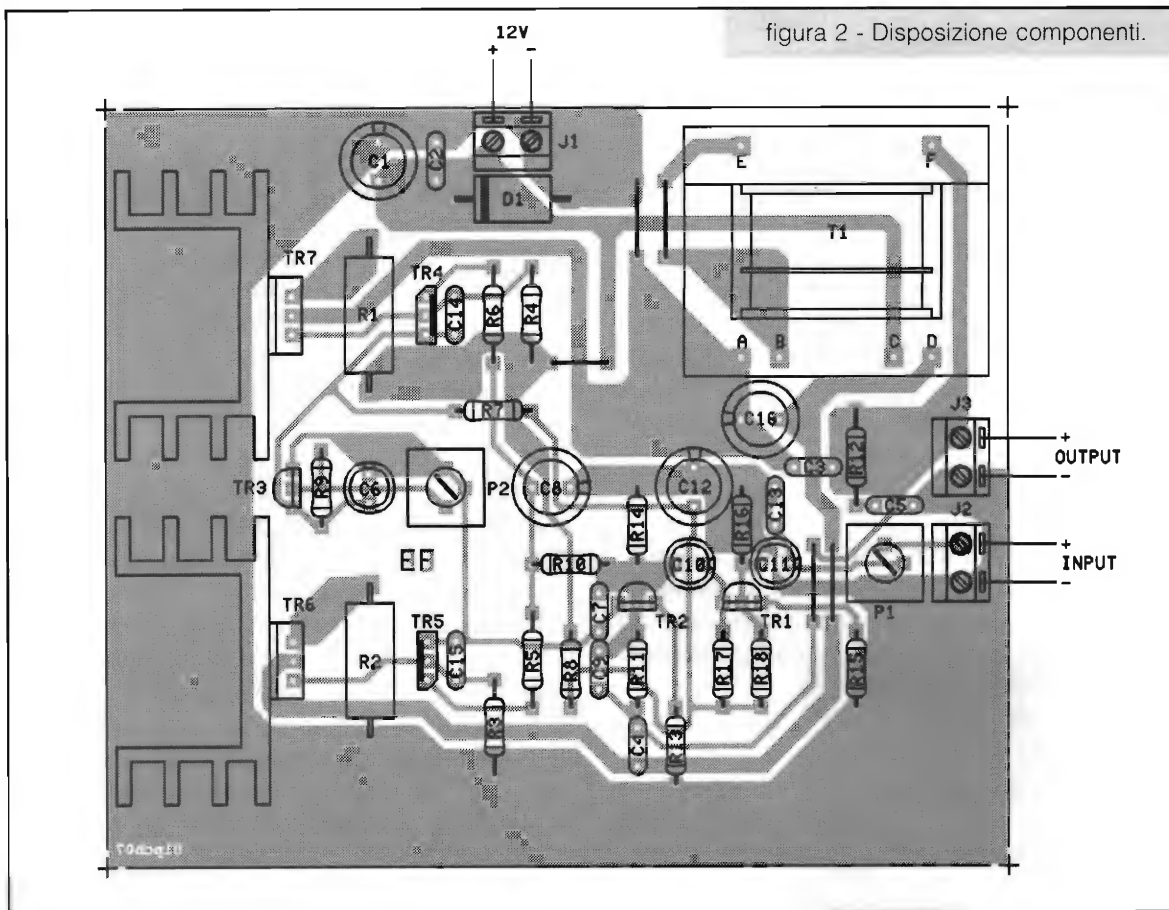 figura 2 - Disposizione componenti.
12V
+ -
J1
C1
C2
D1
E
F
T1
TR7
R1
TR4
C14
R6
R4
A
B
C
D
R7
C16
J3
+
OUTPUT
-
R12
C3
TR3
R9
C6
P2
C8
C12
C13
R16
C5
J2
R14
+
INPUT
-
R10
C10
C11
P1
TR6
R2
TR5
C15
R5
R8
C7
C9
TR2
R11
TR1
R17
R18
R15
R3
C4
R13